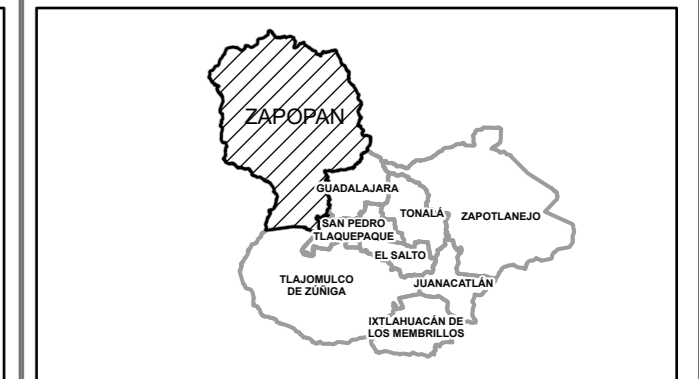 ZAPOPAN
GUADALAJARA
TONALÁ
ZAPOTLANEJO
SAN PEDRO
TLAQUEPAQUE
EL SALTO
TLAJOMULCO
DE ZÚÑIGA
JUANACATLÁN
IXTLAHUACÁN DE
LOS MEMBRILLOS